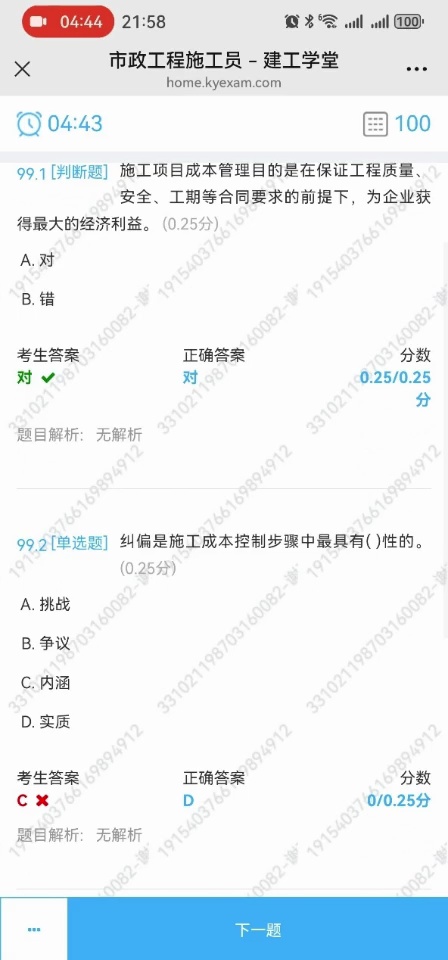 04:44 21:58 100
市政工程施工员 – 建工学堂
home.kyexam.com
04:43 100
99.1 [判断题] 施工项目成本管理目的是在保证工程质量、
安全、工期等合同要求的前提下，为企业获
得最大的经济利益。(0.25分)
A. 对
B. 错
考生答案 正确答案 分数
对 对 0.25/0.25
分
题目解析： 无解析
99.2 [单选题] 纠偏是施工成本控制步骤中最具有( )性的。
(0.25分)
A. 挑战
B. 争议
C. 内涵
D. 实质
考生答案 正确答案 分数
C D 0/0.25分
题目解析： 无解析
下一题